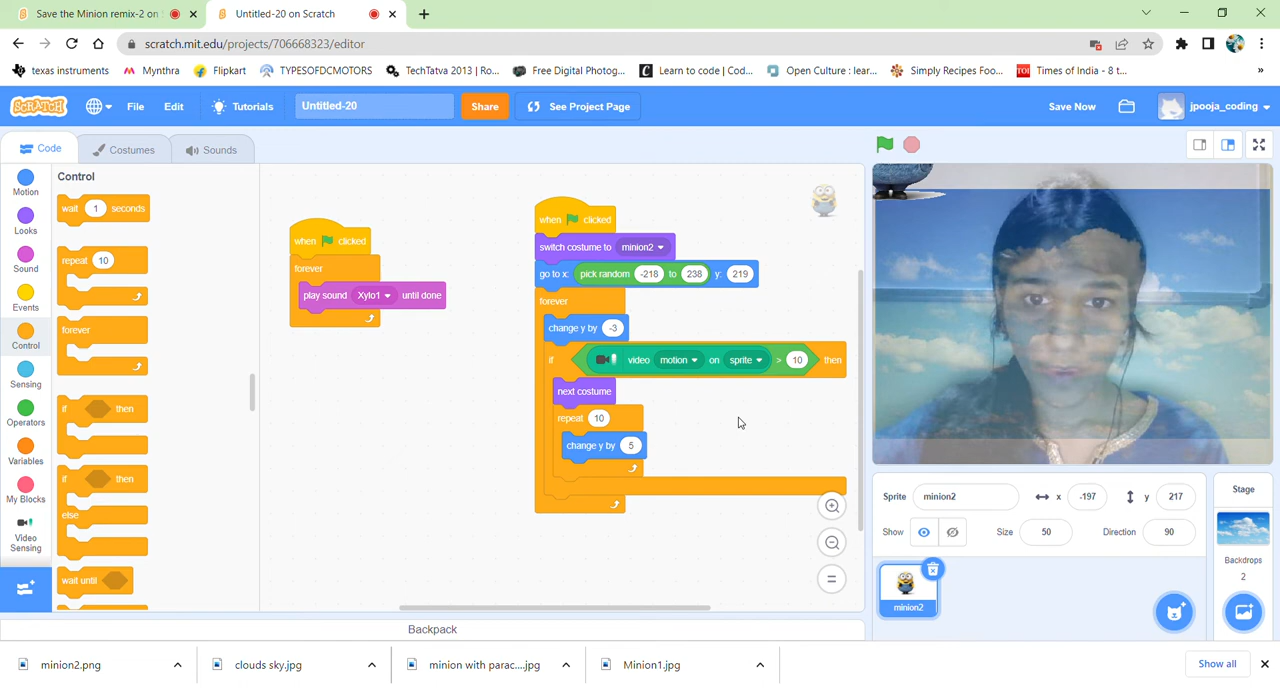 Save the Minion remix-2 on
Untitled-20 on Scratch
scratch.mit.edu/projects/706668323/editor
texas instruments
Mynthra
Flipkart
TYPESOFDCMOTORS
TechTatva 2013 | Ro...
Free Digital Photog...
Learn to code | Cod...
Open Culture : lear...
Simply Recipes Foo...
Times of India - 8 t...
»
SCRATCH
File
Edit
Tutorials
Untitled-20
Share
See Project Page
Save Now
jpooja_coding
Code
Costumes
Sounds
Motion
Looks
Sound
Events
Control
Sensing
Operators
Variables
My Blocks
Video
Sensing
Control
wait 1 seconds
repeat 10
forever
if then
if then
else
wait until
when clicked
forever
play sound Xylo1 until done
when clicked
switch costume to minion2
go to x: pick random -218 to 238 y: 219
forever
change y by -3
if video motion on sprite > 10 then
next costume
repeat 10
change y by 5
Sprite minion2 x -197 y 217
Show Size 50 Direction 90
minion2
Stage
Backdrops
2
Backpack
minion2.png
clouds sky.jpg
minion with parac....jpg
Minion1.jpg
Show all